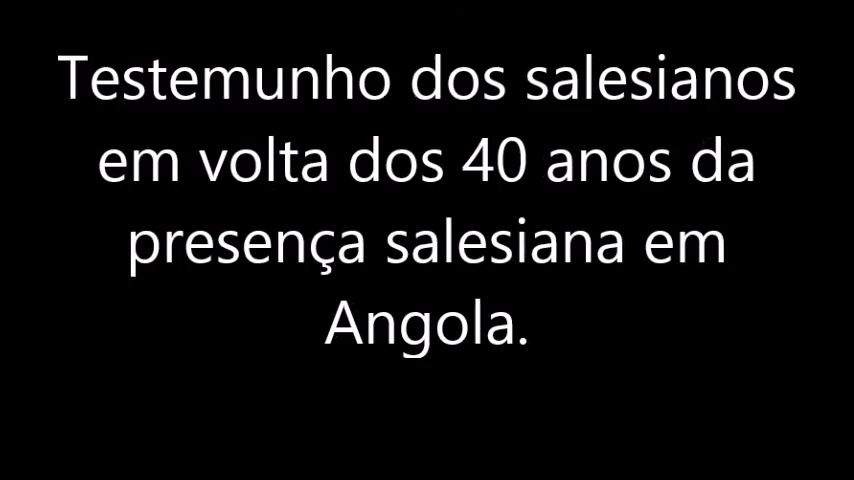 Testemunho dos salesianos
em volta dos 40 anos da
presença salesiana em
Angola.